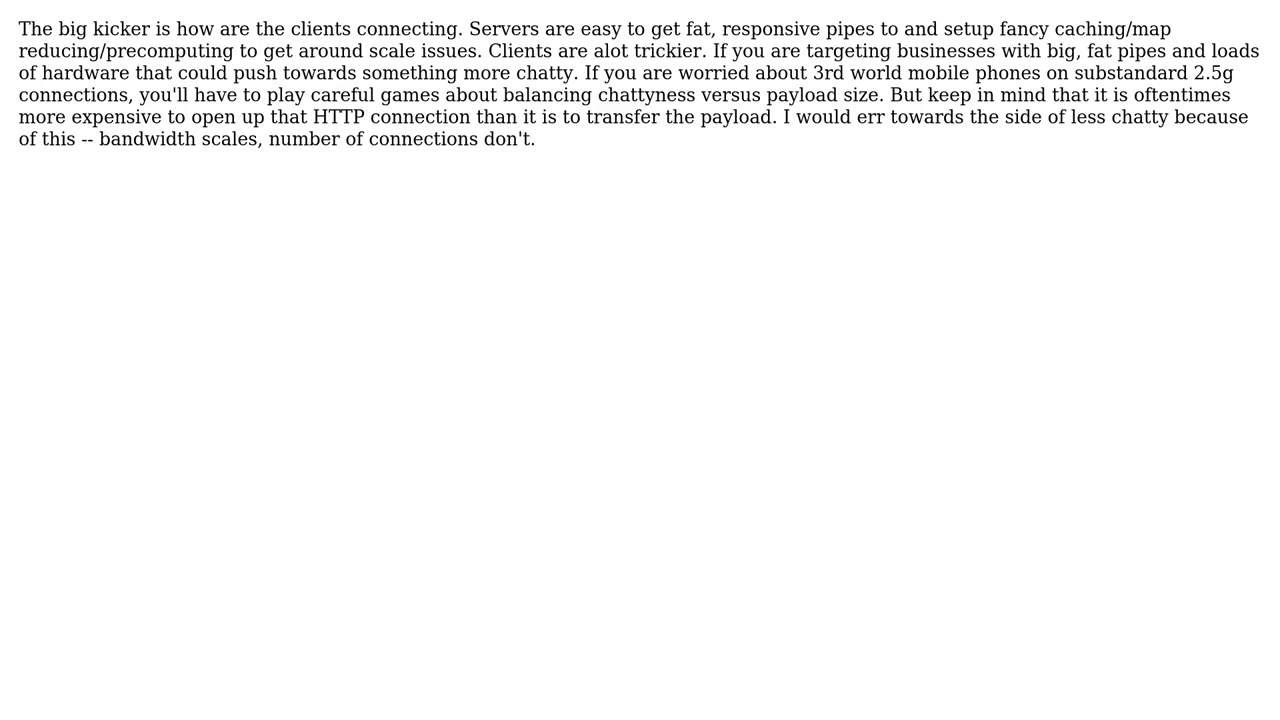 The big kicker is how are the clients connecting. Servers are easy to get fat, responsive pipes to and setup fancy caching/map
reducing/precomputing to get around scale issues. Clients are alot trickier. If you are targeting businesses with big, fat pipes and loads
of hardware that could push towards something more chatty. If you are worried about 3rd world mobile phones on substandard 2.5g
connections, you'll have to play careful games about balancing chattyness versus payload size. But keep in mind that it is oftentimes
more expensive to open up that HTTP connection than it is to transfer the payload. I would err towards the side of less chatty because
of this -- bandwidth scales, number of connections don't.